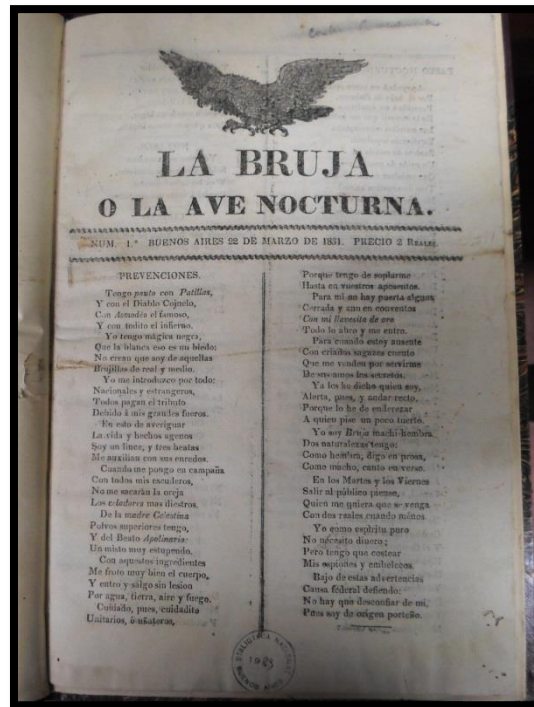 LA BRUJA
O LA AVE NOCTURNA.
NUM. 1.º BUENOS AIRES 22 DE MARZO DE 1831. PRECIO 2 REALES.
PREVENCIONES.
Tengo pauto con Patillas,
Y con el Diablo Cojuelo,
Con Asmodéo el famoso,
Y con todito el infierno.
Yo tengo mágica negra,
Que la blanca eso es un bledo:
No crean que soy de aquellas
Brujillas de real y medio.
Yo me introduzco por todo:
Nacionales y estrangeros,
Todos pagan el tributo
Debido á mis grandes fueros.
En esto de averiguar
La vida y hechos agenos
Soy un lince, y tres beatas
Me auxilian con sus enredos.
Cuando me pongo en campaña
Con todos mis escuderos,
No me sacarán la oreja
Los celadores mas diestros.
De la madre Celestina
Polvos superiores tengo,
Y del Beato Apolinario:
Un misto muy estupendo.
Con aquestos ingredientes
Me froto muy bien el cuerpo,
Y entro y salgo sin lesion
Por agua, tierra, aire y fuego.
Cuidado, pues, cuidadito
Unitarios, ó uñateros,
Porque tengo de soplarme
Hasta en vuestros aposentos.
Para mi no hay puerta alguna
Cerrada y aun en conventos
Con mi llavesita de oro
Todo lo abro y me entro.
Para cuando estoy ausente
Con criados sagazes cuento
Que me venden por servirme
De sus amos los secretos.
Ya les he dicho quien soy,
Alerta, pues, y andar recto.
Porque lo he de enderezar
A quien pise un poco tuerto.
Yo soy Bruja machi-hembra,
Dos naturalezas tengo:
Como hembra, digo en prosa,
Como macho, canto en verso.
En los Martes y los Viernes
Salir al público pienso,
Quien me quiera que se venga
Con dos reales cuando ménos.
Yo como espíritu puro
No necesito dinero;
Pero tengo que costear
Mis espiones y embelecos.
Bajo de estas advertencias
Causa federal defiendo:
No hay que desconfiar de mi,
Pues soy de origen porteño.
BIBLIOTECA NACIONAL
BUENOS AIRES